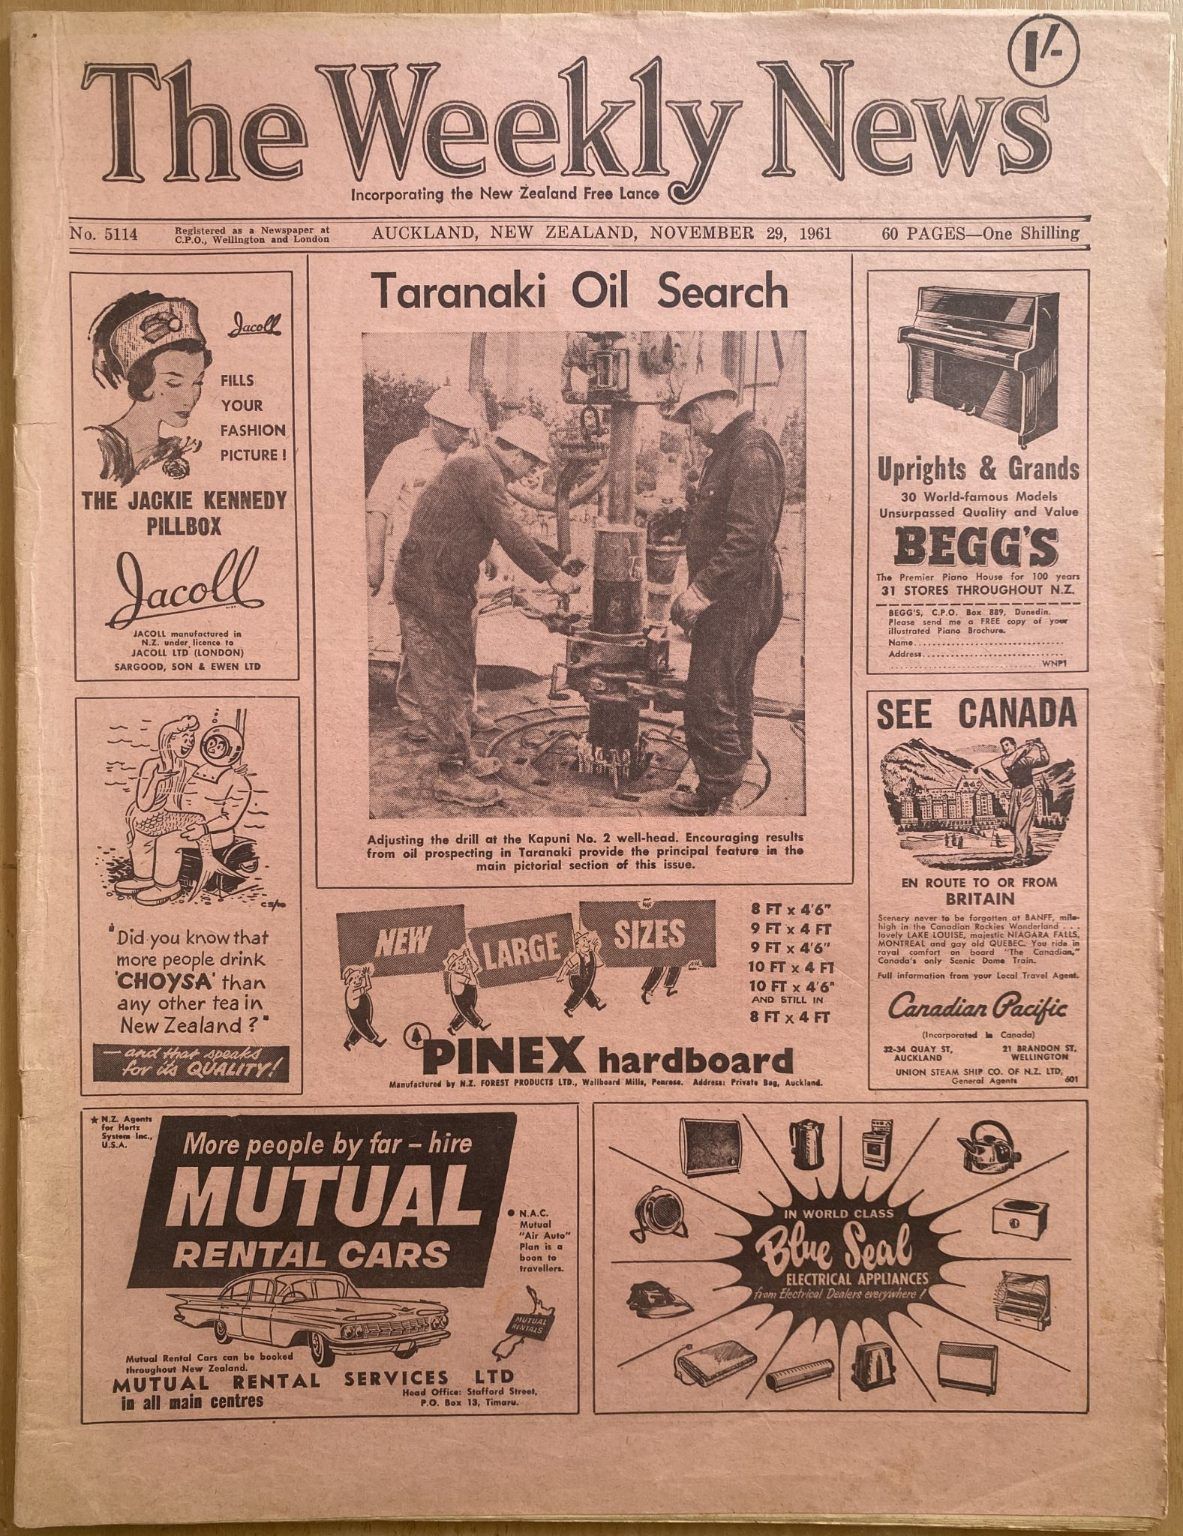 1/-
The Weekly News
Incorporating the New Zealand Free Lance
No. 5114
Registered as a Newspaper at
C.P.O., Wellington and London
AUCKLAND, NEW ZEALAND, NOVEMBER 29, 1961
60 PAGES—One Shilling
Jacoll
FILLS
YOUR
FASHION
PICTURE!
THE JACKIE KENNEDY
PILLBOX
Jacoll
JACOLL manufactured in
N.Z. under licence to
JACOLL LTD (LONDON)
SARGOOD, SON & EWEN LTD
"Did you know that
more people drink
'CHOYSA' than
any other tea in
New Zealand?"
—and that speaks
for its QUALITY!
Taranaki Oil Search
Adjusting the drill at the Kapuni No. 2 well-head. Encouraging results
from oil prospecting in Taranaki provide the principal feature in the
main pictorial section of this issue.
NEW LARGE SIZES
8 FT x 4'6"
9 FT x 4 FT
9 FT x 4'6"
10 FT x 4 FT
10 FT x 4'6"
AND STILL IN
8 FT x 4 FT
PINEX hardboard
Manufactured by N.Z. FOREST PRODUCTS LTD., Wallboard Mills, Penrose. Address: Private Bag, Auckland.
Uprights & Grands
30 World-famous Models
Unsurpassed Quality and Value
BEGG'S
The Premier Piano House for 100 years
31 STORES THROUGHOUT N.Z.
BEGG'S, C.P.O. Box 889, Dunedin.
Please send me a FREE copy of your
illustrated Piano Brochure.
Name
Address
WNP1
SEE CANADA
EN ROUTE TO OR FROM
BRITAIN
Scenery never to be forgotten at BANFF, mile-
high in the Canadian Rockies Wonderland . . .
lovely LAKE LOUISE, majestic NIAGARA FALLS,
MONTREAL and gay old QUEBEC. You ride in
royal comfort on board "The Canadian,"
Canada's only Scenic Dome Train.
Full information from your Local Travel Agent.
Canadian Pacific
(Incorporated in Canada)
32-34 QUAY ST,
AUCKLAND
21 BRANDON ST,
WELLINGTON
UNION STEAM SHIP CO. OF N.Z. LTD,
General Agents
601
★ N.Z. Agents
for Hertz
System Inc.,
U.S.A.
More people by far – hire
MUTUAL
RENTAL CARS
● N.A.C.
Mutual
"Air Auto"
Plan is a
boon to
travellers.
MUTUAL
RENTALS
Mutual Rental Cars can be booked
throughout New Zealand.
MUTUAL RENTAL SERVICES LTD
in all main centres
Head Office: Stafford Street,
P.O. Box 13, Timaru.
IN WORLD CLASS
Blue Seal
ELECTRICAL APPLIANCES
from Electrical Dealers everywhere!